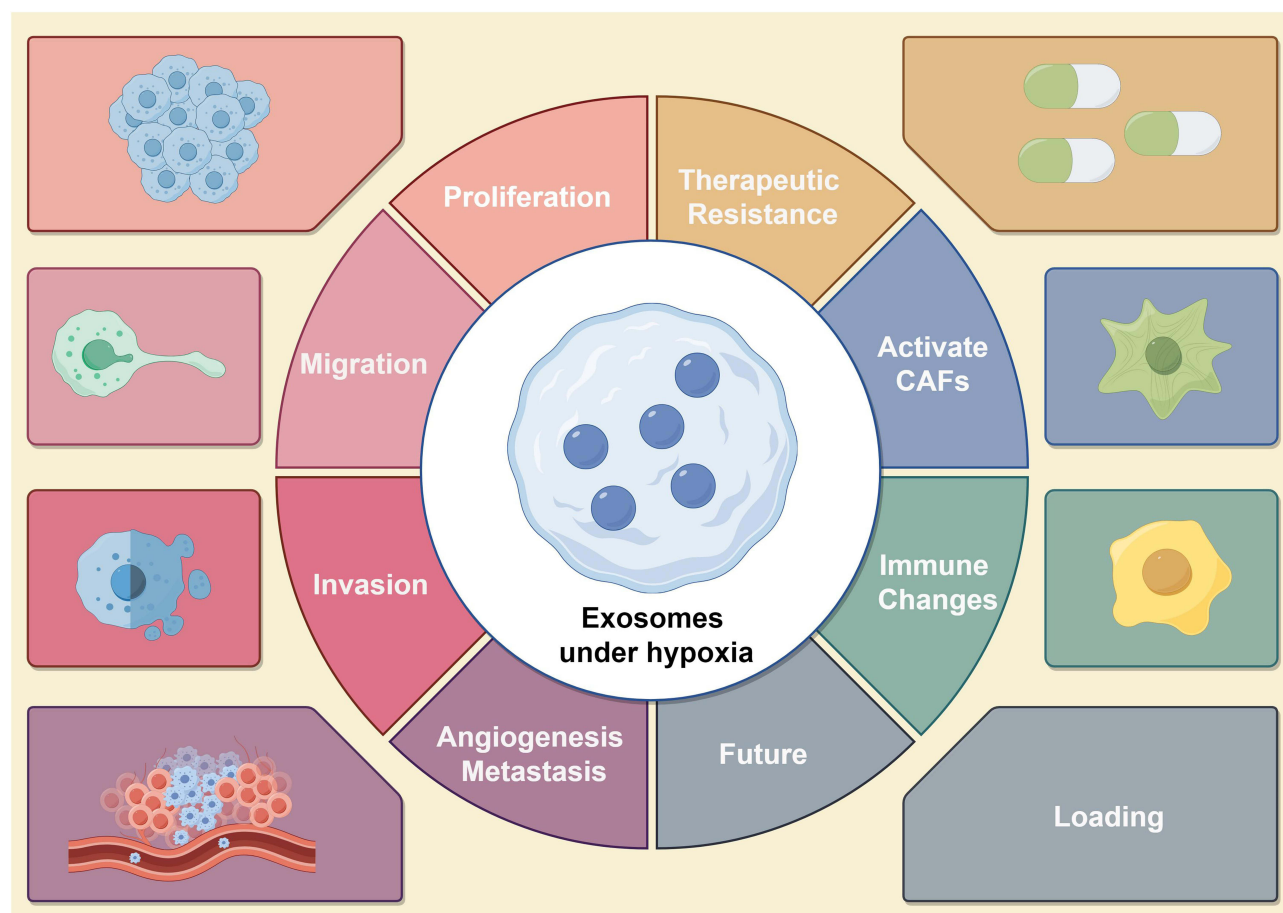 Proliferation
Therapeutic
Resistance
Migration
Activate
CAFs
Invasion
Immune
Changes
Exosomes
under hypoxia
Angiogenesis
Metastasis
Future
Loading